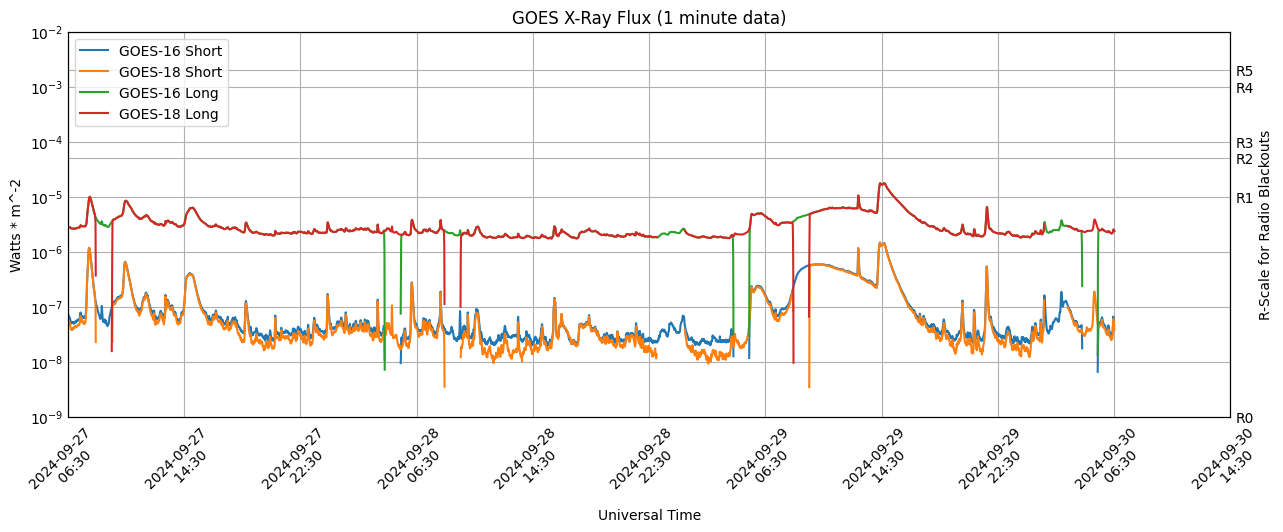 GOES X-Ray Flux (1 minute data)
GOES-16 Short
GOES-18 Short
GOES-16 Long
GOES-18 Long
Watts * m^-2
10^-2
10^-3
10^-4
10^-5
10^-6
10^-7
10^-8
10^-9
R5
R4
R3
R2
R1
R0
R-Scale for Radio Blackouts
2024-09-27
06:30
2024-09-27
14:30
2024-09-27
22:30
2024-09-28
06:30
2024-09-28
14:30
2024-09-28
22:30
2024-09-29
06:30
2024-09-29
14:30
2024-09-29
22:30
2024-09-30
06:30
2024-09-30
14:30
Universal Time